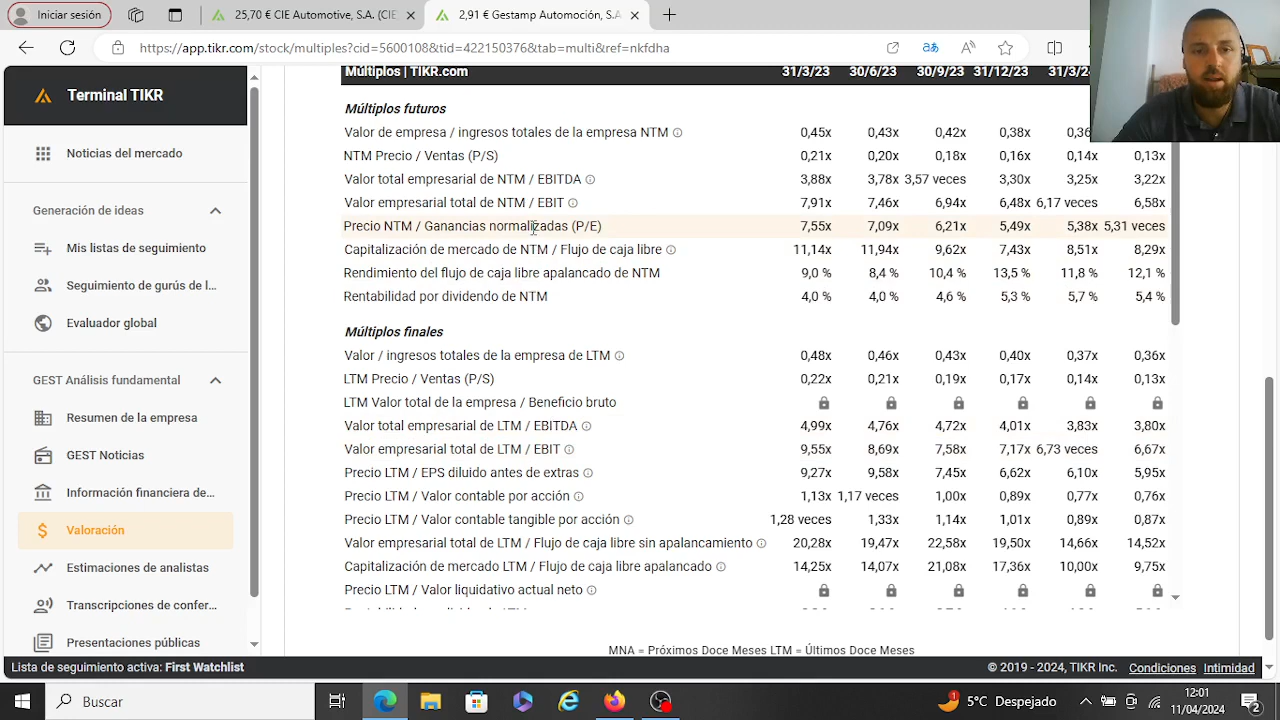 Iniciar sesión
25,70 € CIE Automotive, S.A. (CIE
2,91 € Gestamp Automoción, S.A
https://app.tikr.com/stock/multiples?cid=5600108&tid=422150376&tab=multi&ref=nkfdha
Terminal TIKR
Noticias del mercado
Generación de ideas
Mis listas de seguimiento
Seguimiento de gurús de l...
Evaluador global
GEST Análisis fundamental
Resumen de la empresa
GEST Noticias
Información financiera de...
Valoración
Estimaciones de analistas
Transcripciones de confer...
Presentaciones públicas
Múltiplos | TIKR.com 31/3/23 30/6/23 30/9/23 31/12/23 31/3/2
Múltiplos futuros
Valor de empresa / ingresos totales de la empresa NTM 0,45x 0,43x 0,42x 0,38x 0,36
NTM Precio / Ventas (P/S) 0,21x 0,20x 0,18x 0,16x 0,14x 0,13x
Valor total empresarial de NTM / EBITDA 3,88x 3,78x 3,57 veces 3,30x 3,25x 3,22x
Valor empresarial total de NTM / EBIT 7,91x 7,46x 6,94x 6,48x 6,17 veces 6,58x
Precio NTM / Ganancias normalizadas (P/E) 7,55x 7,09x 6,21x 5,49x 5,38x 5,31 veces
Capitalización de mercado de NTM / Flujo de caja libre 11,14x 11,94x 9,62x 7,43x 8,51x 8,29x
Rendimiento del flujo de caja libre apalancado de NTM 9,0 % 8,4 % 10,4 % 13,5 % 11,8 % 12,1 %
Rentabilidad por dividendo de NTM 4,0 % 4,0 % 4,6 % 5,3 % 5,7 % 5,4 %
Múltiplos finales
Valor / ingresos totales de la empresa de LTM 0,48x 0,46x 0,43x 0,40x 0,37x 0,36x
LTM Precio / Ventas (P/S) 0,22x 0,21x 0,19x 0,17x 0,14x 0,13x
LTM Valor total de la empresa / Beneficio bruto
Valor total empresarial de LTM / EBITDA 4,99x 4,76x 4,72x 4,01x 3,83x 3,80x
Valor empresarial total de LTM / EBIT 9,55x 8,69x 7,58x 7,17x 6,73 veces 6,67x
Precio LTM / EPS diluido antes de extras 9,27x 9,58x 7,45x 6,62x 6,10x 5,95x
Precio LTM / Valor contable por acción 1,13x 1,17 veces 1,00x 0,89x 0,77x 0,76x
Precio LTM / Valor contable tangible por acción 1,28 veces 1,33x 1,14x 1,01x 0,89x 0,87x
Valor empresarial total de LTM / Flujo de caja libre sin apalancamiento 20,28x 19,47x 22,58x 19,50x 14,66x 14,52x
Capitalización de mercado LTM / Flujo de caja libre apalancado 14,25x 14,07x 21,08x 17,36x 10,00x 9,75x
Precio LTM / Valor liquidativo actual neto
MNA = Próximos Doce Meses LTM = Últimos Doce Meses
Lista de seguimiento activa: First Watchlist
© 2019 - 2024, TIKR Inc. Condiciones Intimidad
Buscar
1
5°C Despejado
12:01
11/04/2024
2